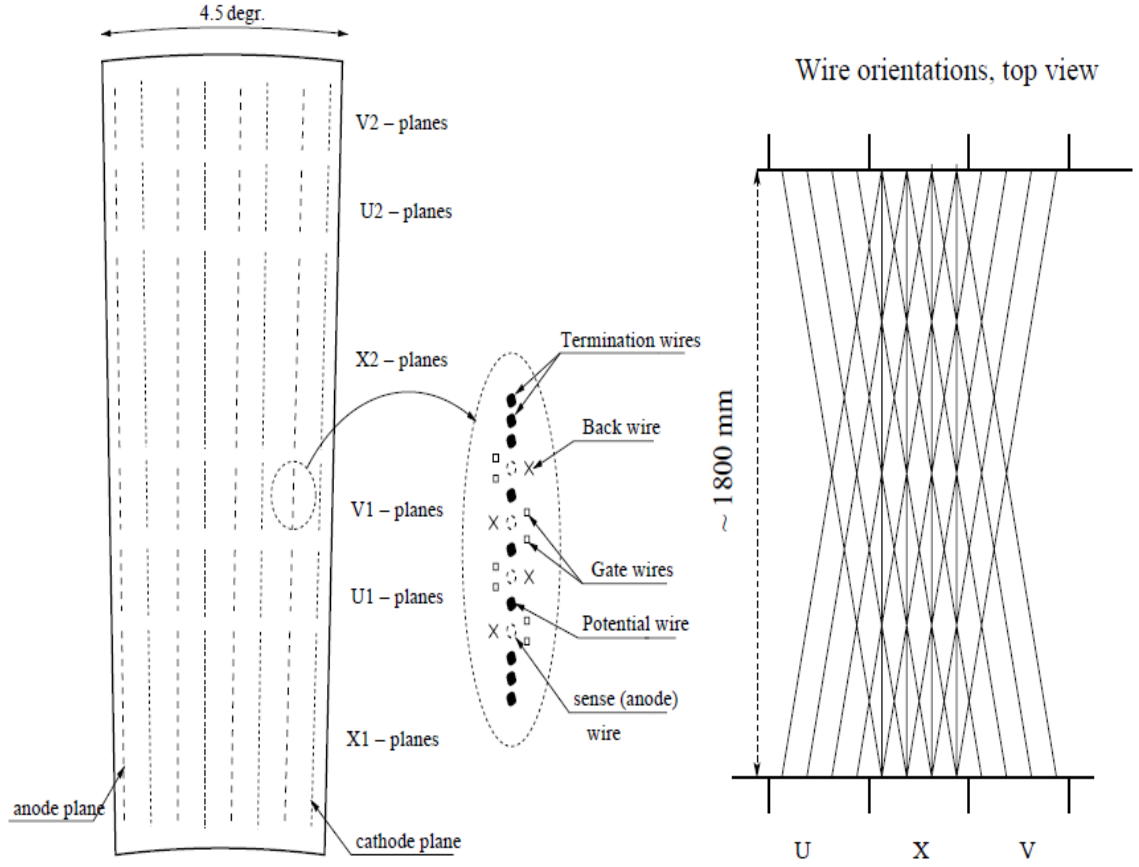 4.5 degr.
Wire orientations, top view
V2 – planes
U2 – planes
X2 – planes
V1 – planes
U1 – planes
X1 – planes
anode plane
cathode plane
Termination wires
Back wire
Gate wires
Potential wire
sense (anode)
wire
~ 1800 mm
U X V